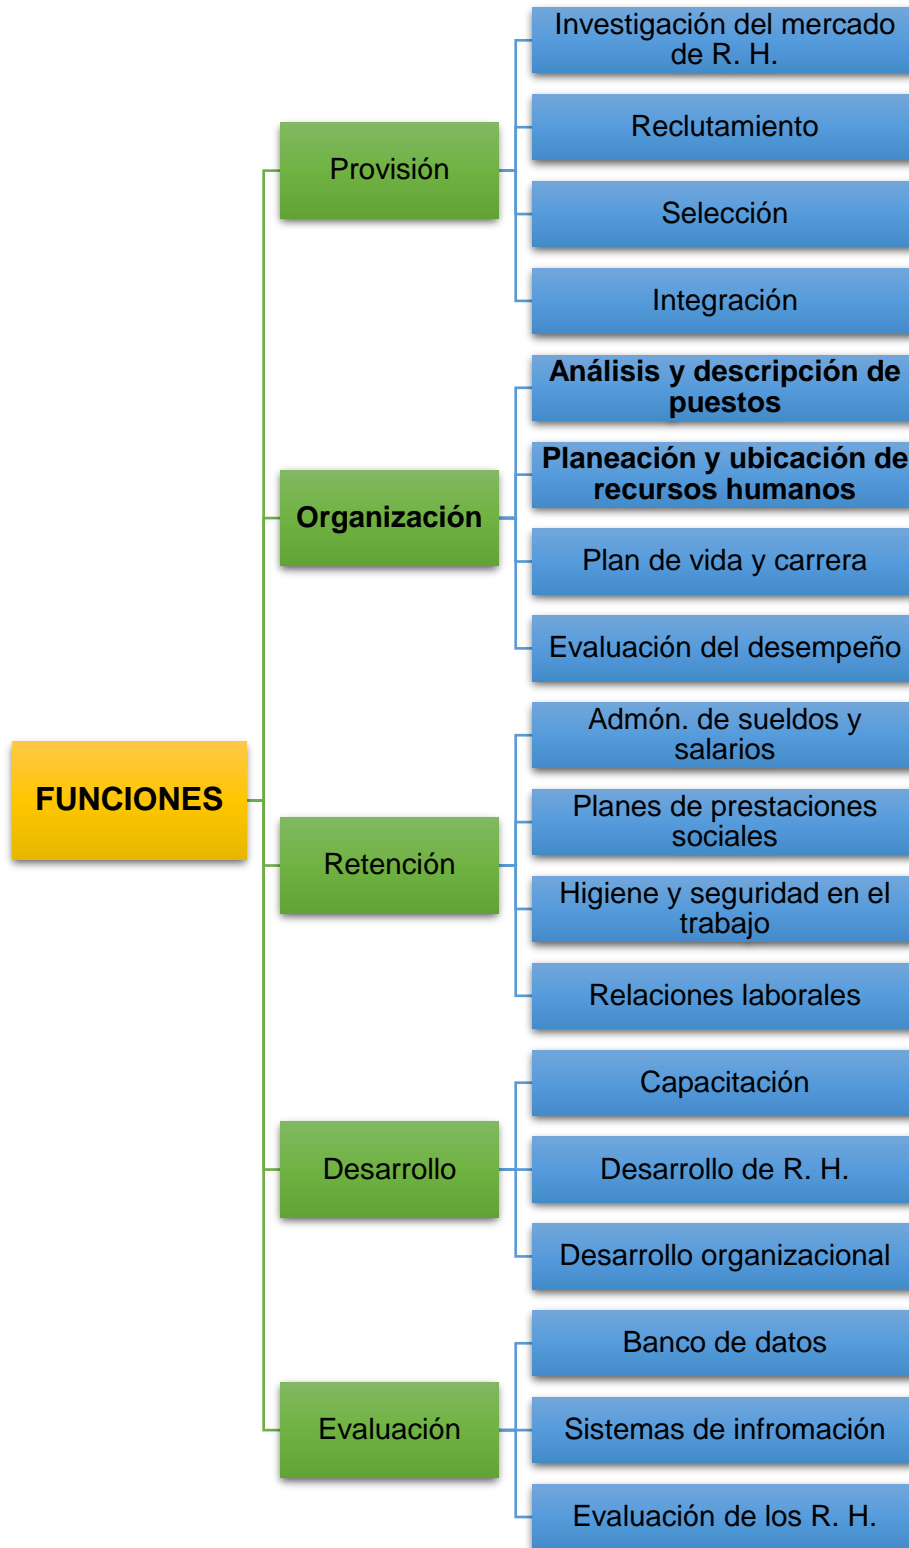 FUNCIONES
Provisión
Investigación del mercado
de R. H.
Reclutamiento
Selección
Integración
Organización
Análisis y descripción de
puestos
Planeación y ubicación de
recursos humanos
Plan de vida y carrera
Evaluación del desempeño
Retención
Admón. de sueldos y
salarios
Planes de prestaciones
sociales
Higiene y seguridad en el
trabajo
Relaciones laborales
Desarrollo
Capacitación
Desarrollo de R. H.
Desarrollo organizacional
Evaluación
Banco de datos
Sistemas de infromación
Evaluación de los R. H.